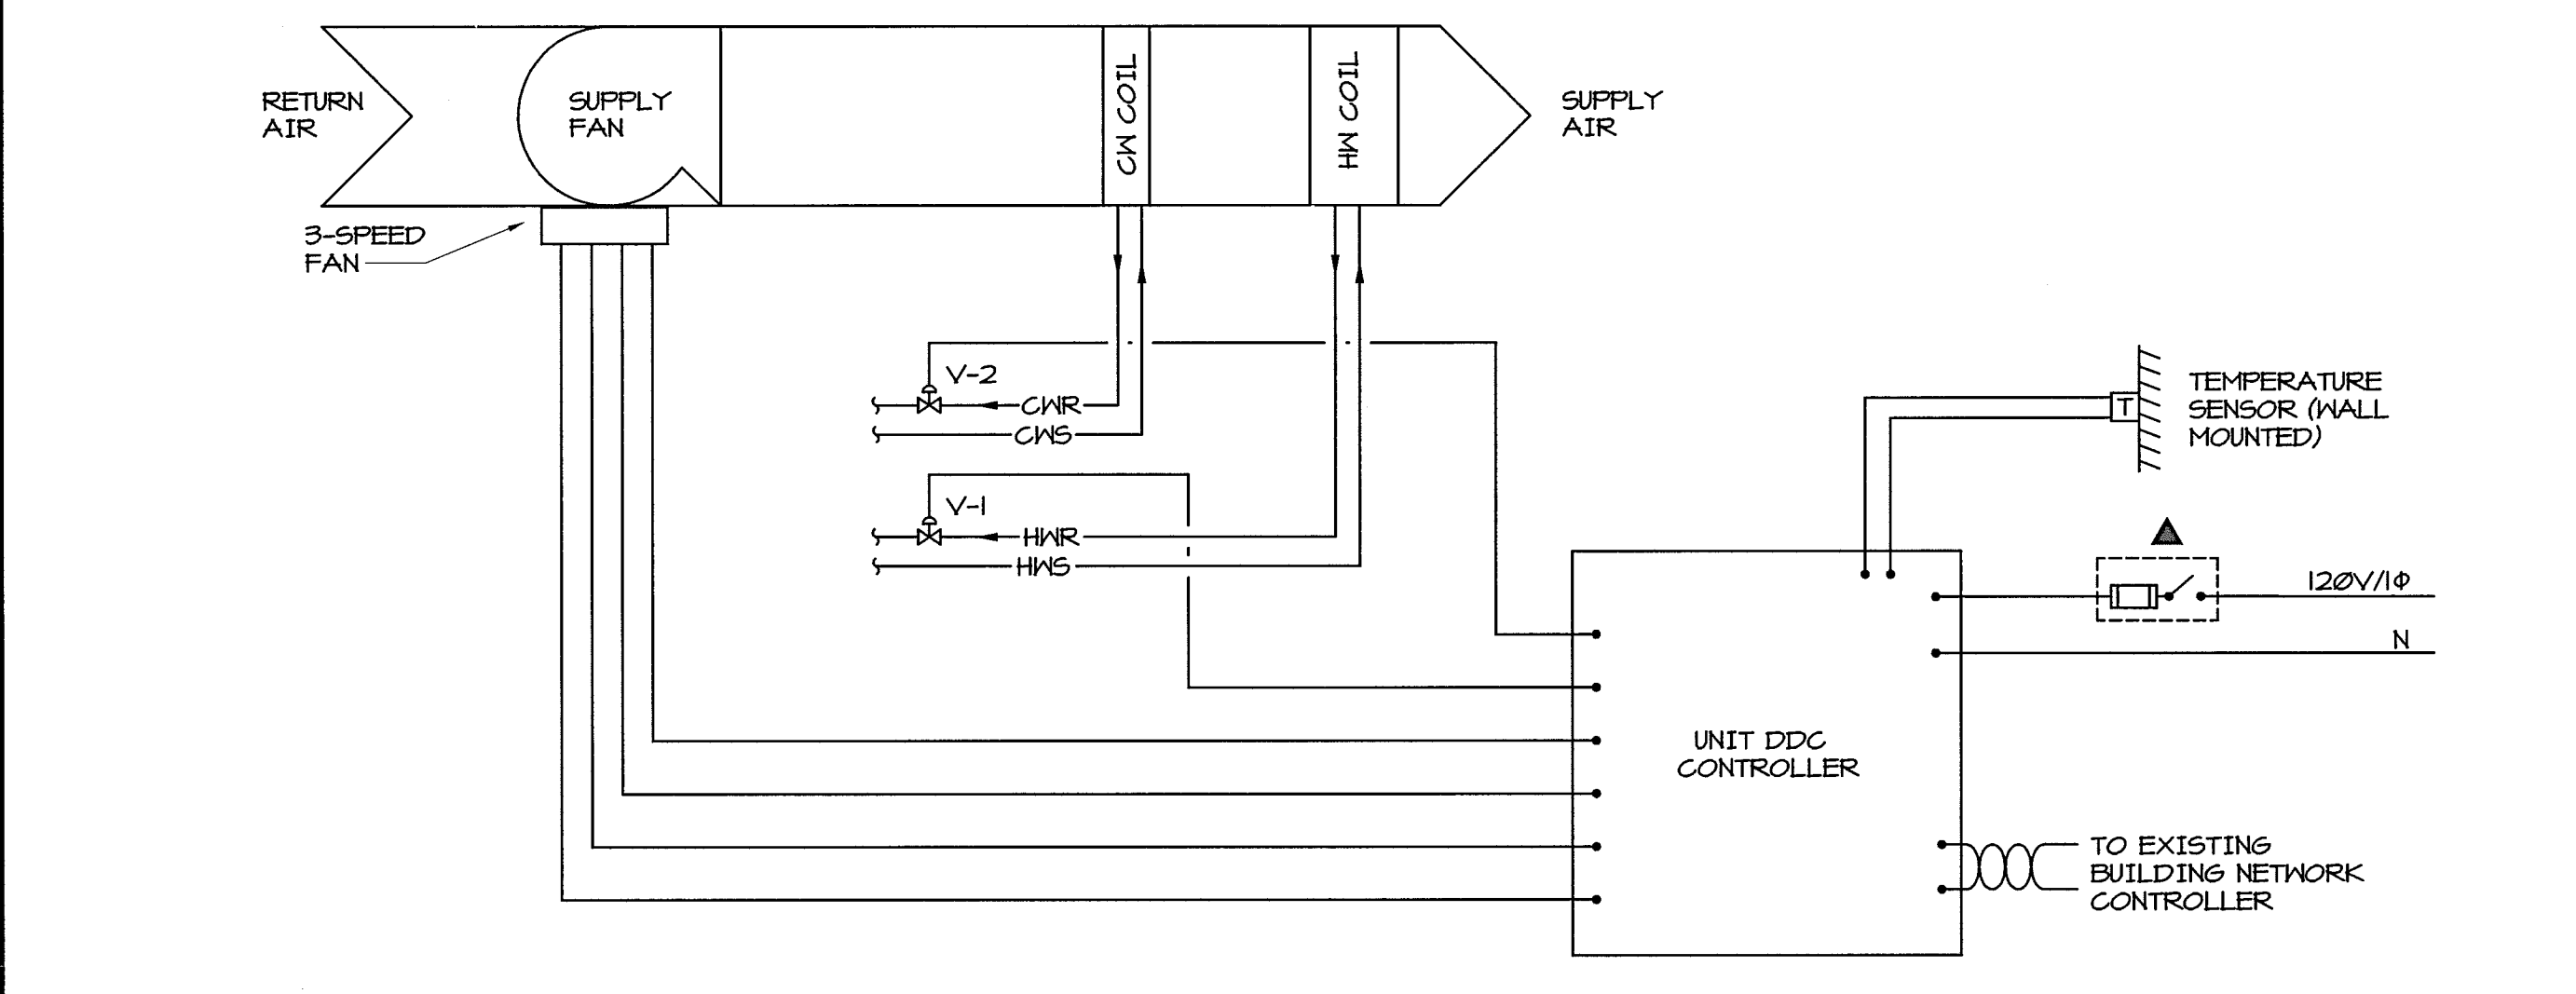 RETURN
AIR
SUPPLY
FAN
CW COIL
HW COIL
SUPPLY
AIR
3-SPEED
FAN
V-2
CWR
CWS
V-1
HWR
HWS
T
TEMPERATURE
SENSOR (WALL
MOUNTED)
120V/1Φ
N
UNIT DDC
CONTROLLER
TO EXISTING
BUILDING NETWORK
CONTROLLER